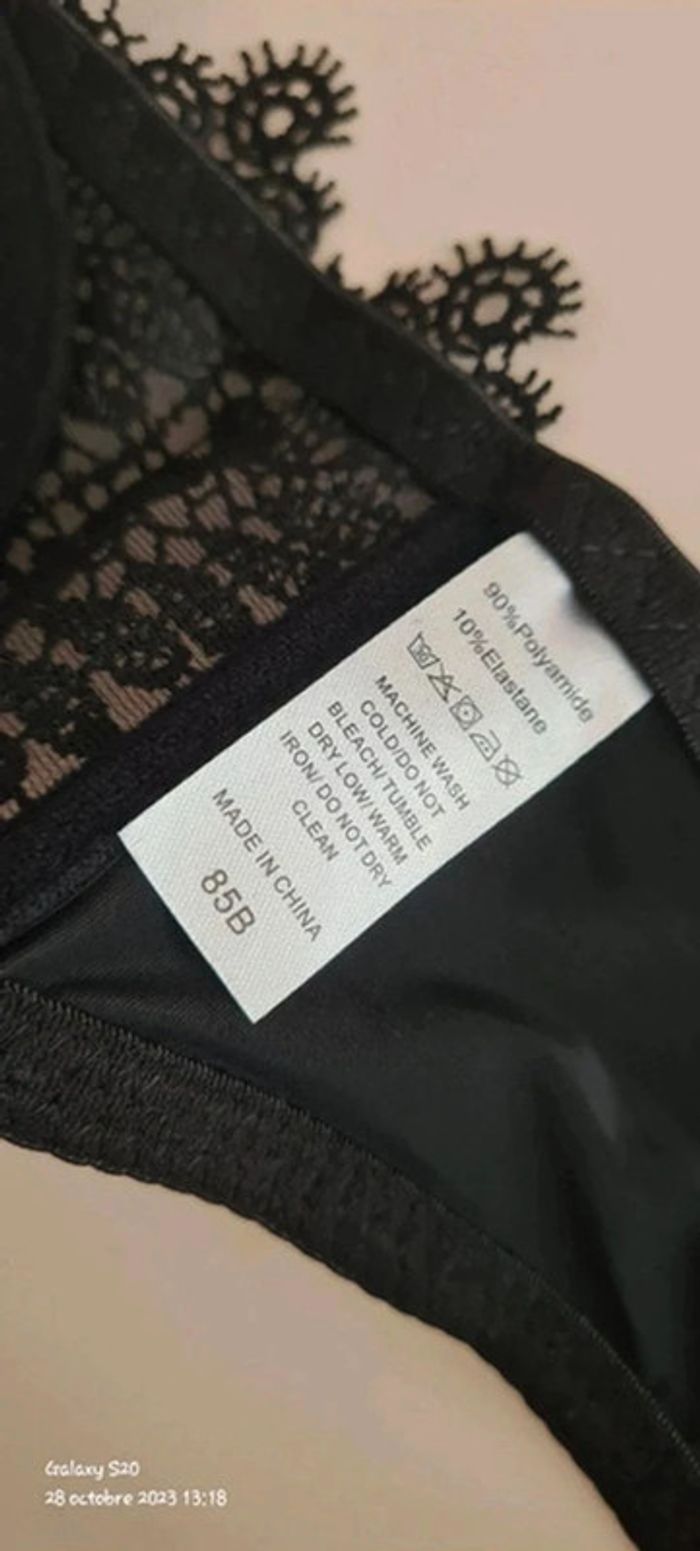 90%Polyamide
10%Elastane
MACHINE WASH
COLD/DO NOT
BLEACH/ TUMBLE
DRY LOW/ WARM
IRON/ DO NOT DRY
CLEAN
MADE IN CHINA
85B
Galaxy S20
28 octobre 2023 13:18